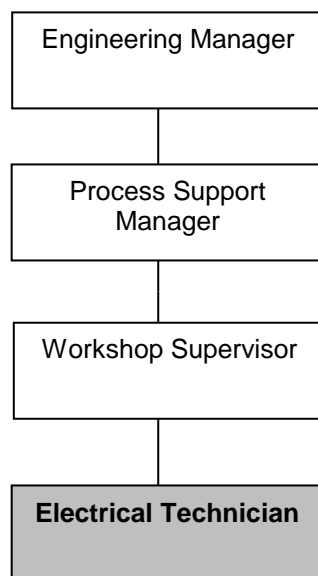 Engineering Manager
Process Support
Manager
Workshop Supervisor
Electrical Technician